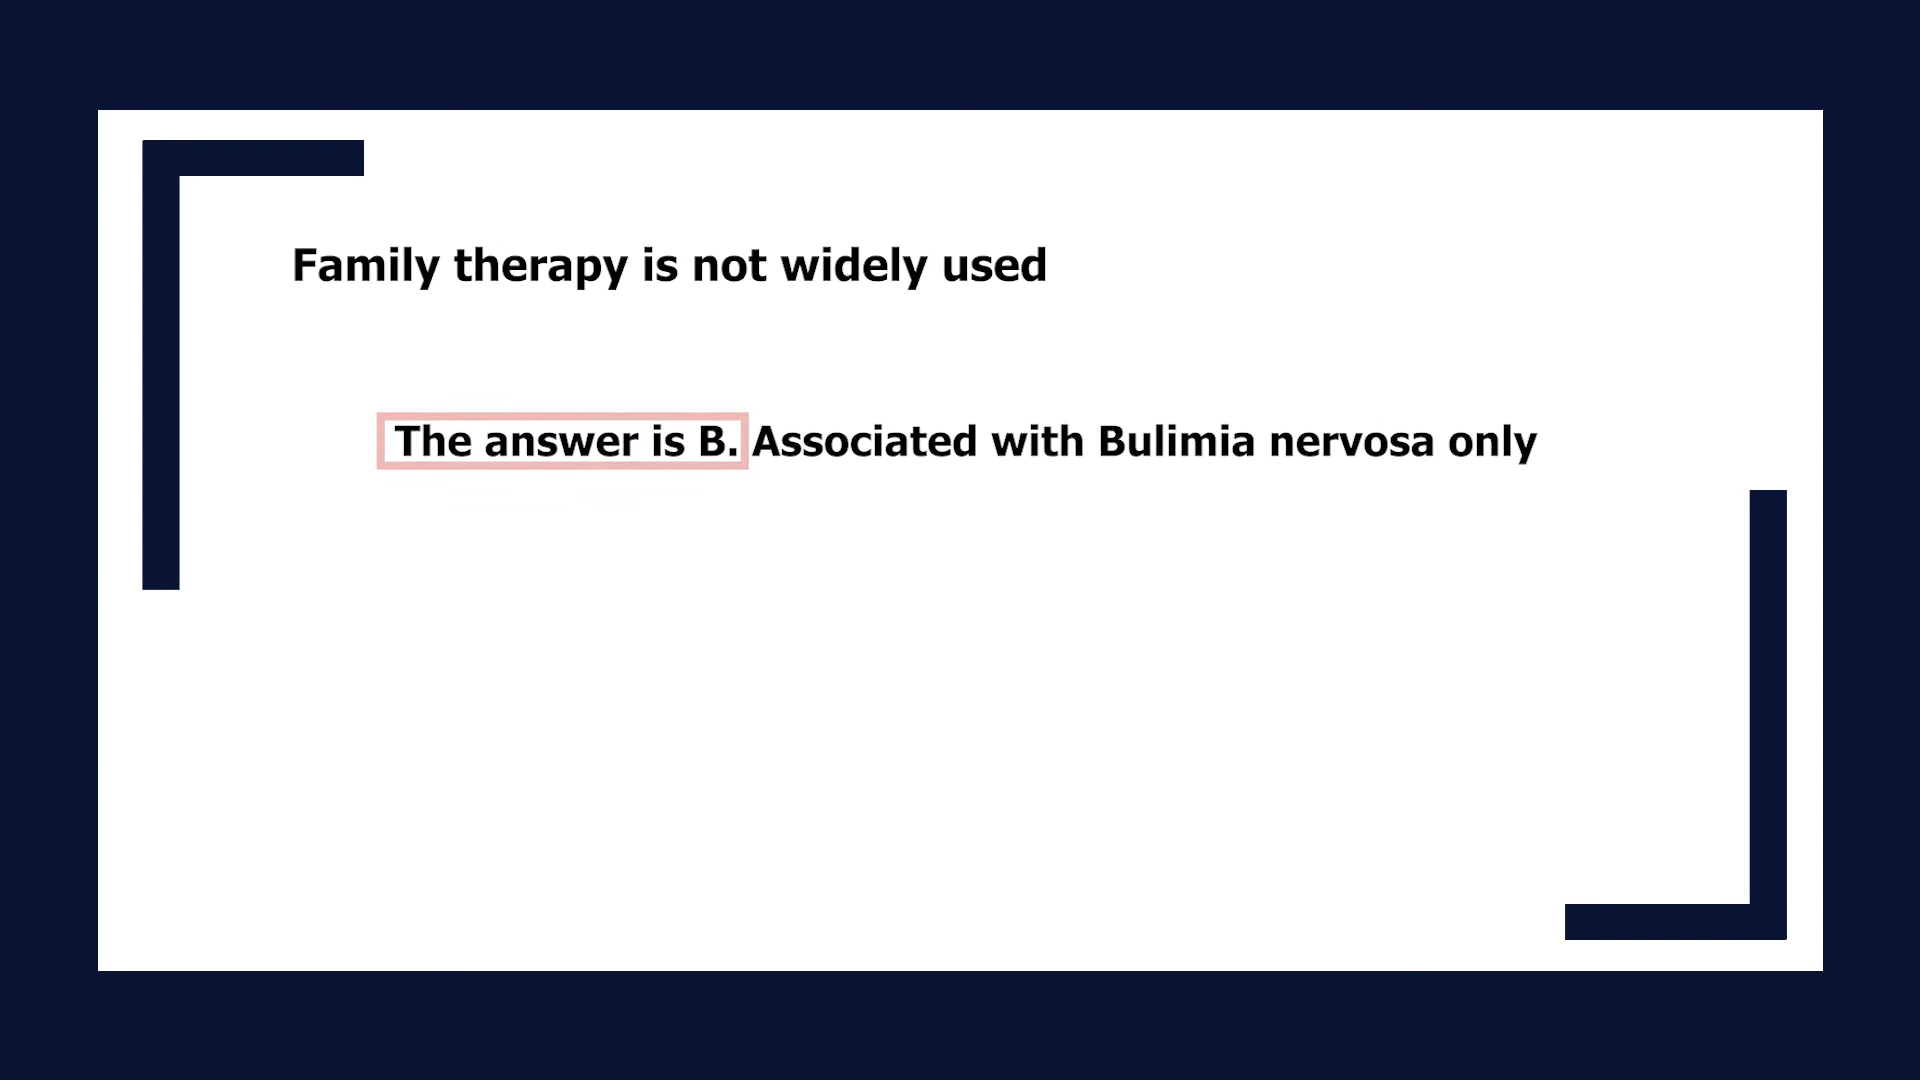 Family therapy is not widely used
The answer is B. Associated with Bulimia nervosa only